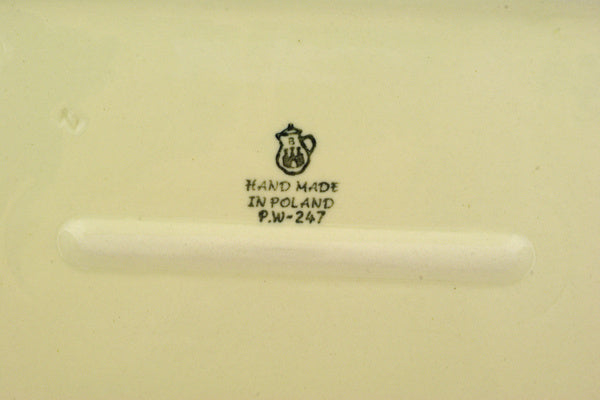 B
HAND MADE
IN POLAND
P.W-247